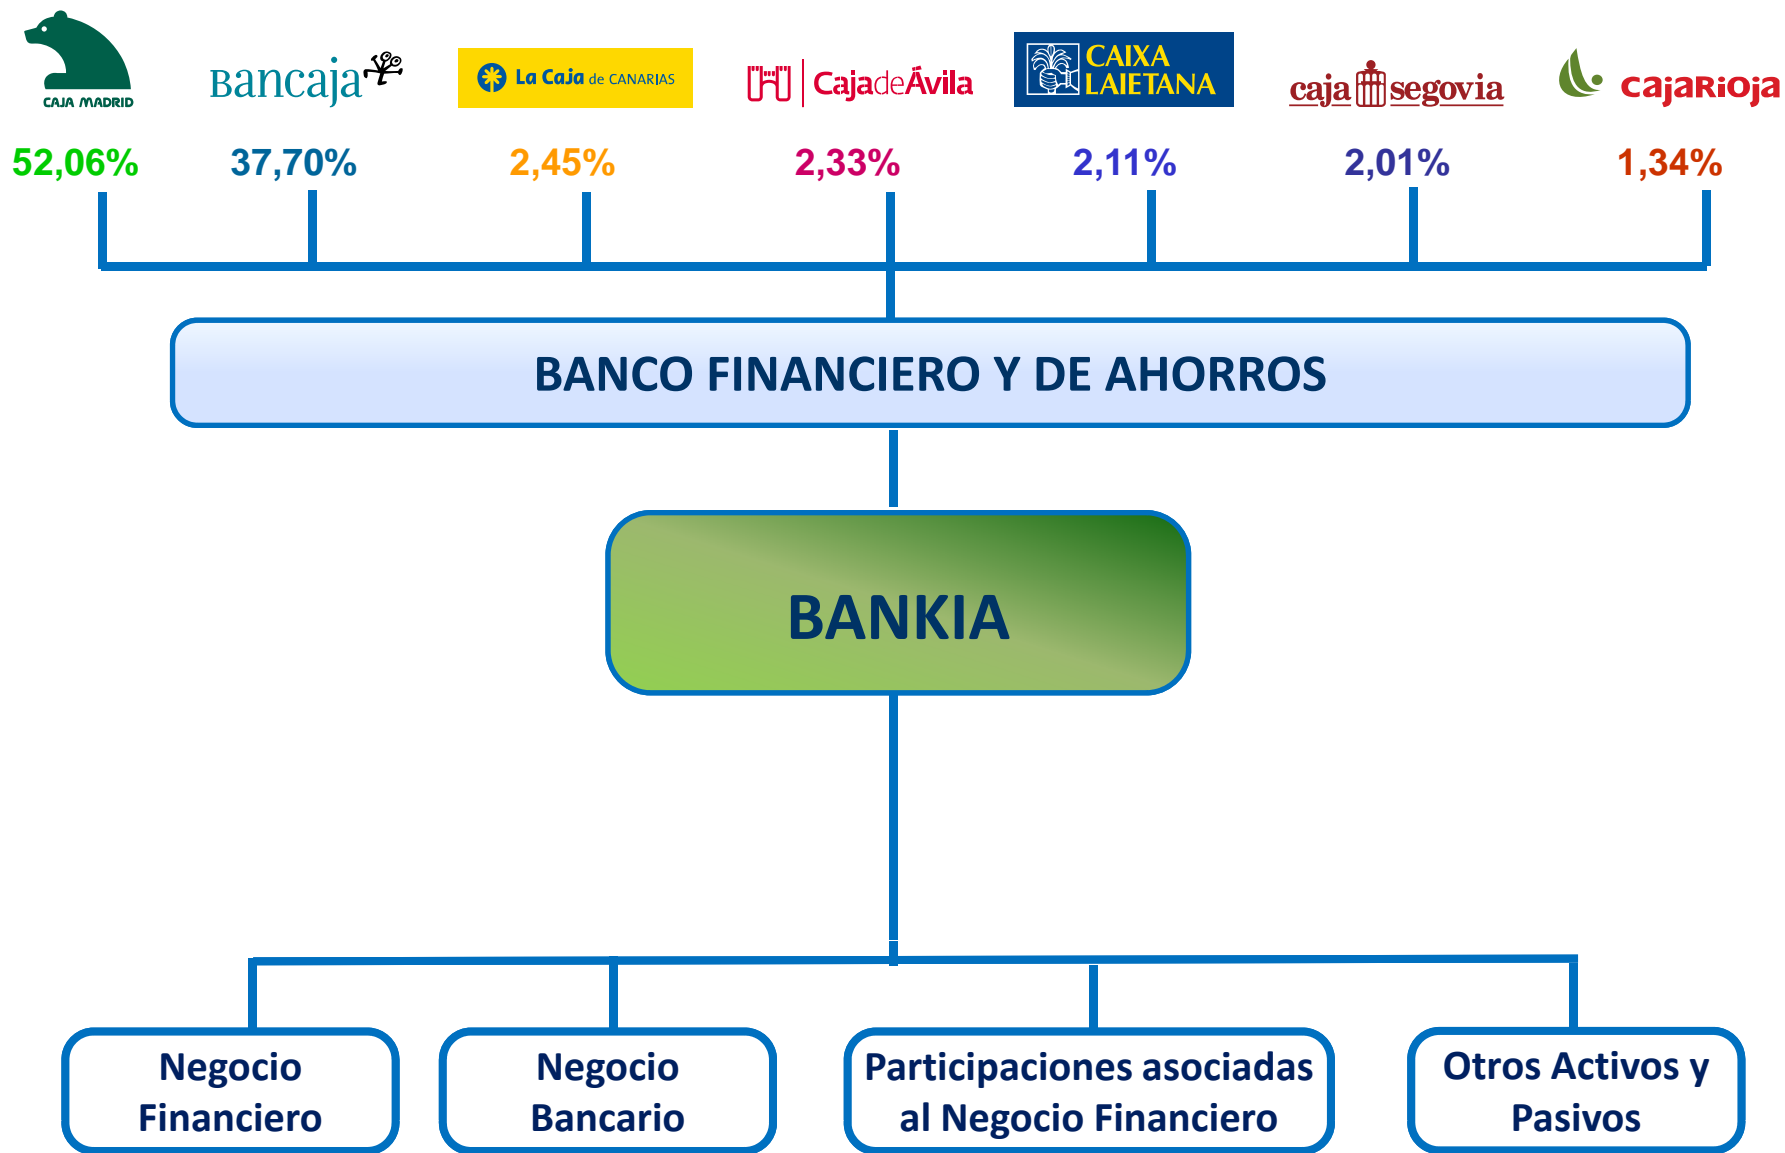 CAJA MADRID
Bancaja
La Caja de CANARIAS
CajadeÁvila
CAIXA
LAIETANA
caja segovia
cajaRioja
52,06%
37,70%
2,45%
2,33%
2,11%
2,01%
1,34%
BANCO FINANCIERO Y DE AHORROS
BANKIA
Negocio
Financiero
Negocio
Bancario
Participaciones asociadas
al Negocio Financiero
Otros Activos y
Pasivos